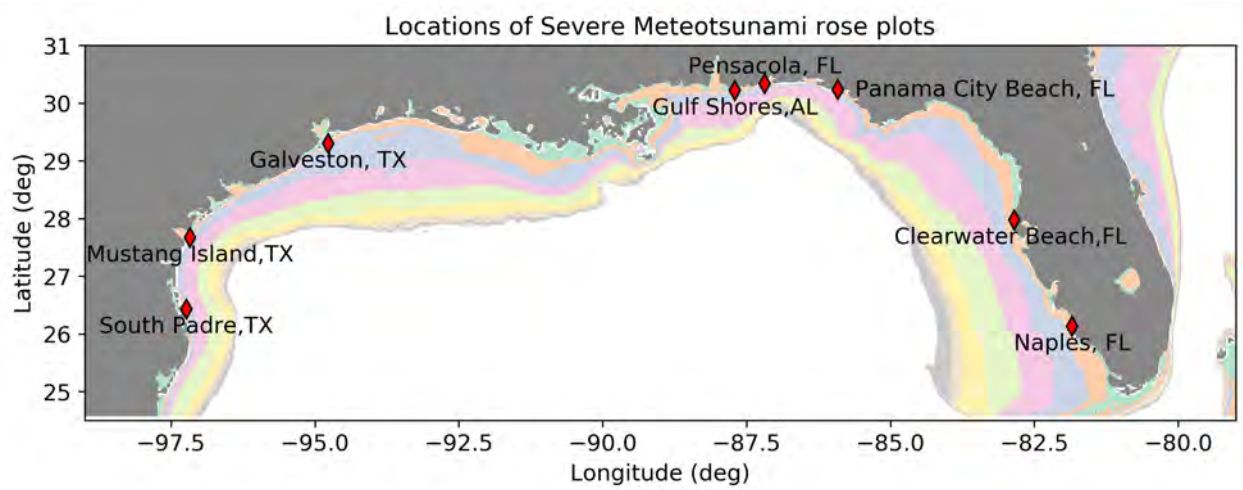 Locations of Severe Meteotsunami rose plots
31
30
29
28
27
26
25
Latitude (deg)
Pensacola, FL
Panama City Beach, FL
Gulf Shores,AL
Galveston, TX
Clearwater Beach,FL
Mustang Island,TX
South Padre,TX
Naples, FL
−97.5
−95.0
−92.5
−90.0
−87.5
−85.0
−82.5
−80.0
Longitude (deg)